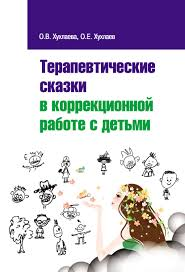 О.В. Хухлаева, О.Е. Хухлаев
Терапевтические
сказки
в коррекционной
работе с детьми